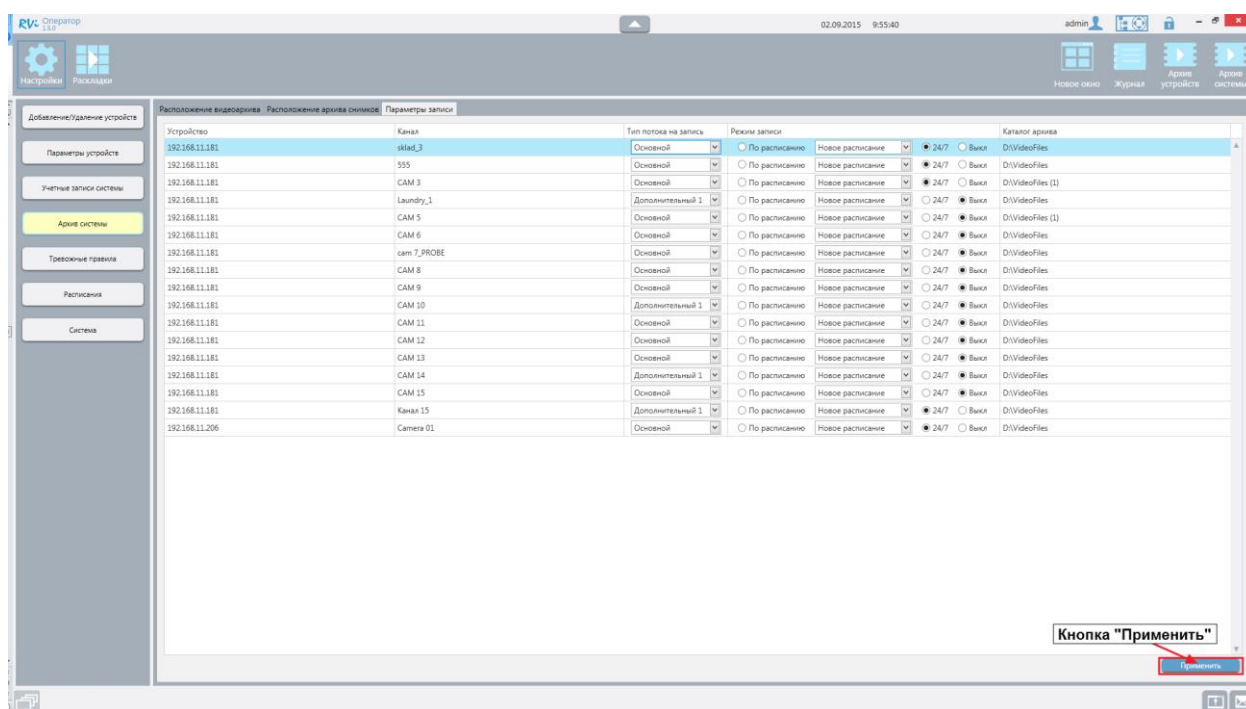 RVi Оператор
1.5.0
02.09.2015 9:55:40
admin
Настройки Раскладки
Новое окно Журнал Архив устройств Архив системы
Добавление/Удаление устройств
Параметры устройств
Учетные записи системы
Архив системы
Тревожные правила
Расписания
Система
Расположение видеоархива Расположение архива снимков Параметры записи
Устройство Канал Тип потока на запись Режим записи Каталог архива
192.168.11.181 sklad_3 Основной По расписанию Новое расписание 24/7 Выкл D:\VideoFiles
192.168.11.181 555 Основной По расписанию Новое расписание 24/7 Выкл D:\VideoFiles
192.168.11.181 CAM 3 Основной По расписанию Новое расписание 24/7 Выкл D:\VideoFiles (1)
192.168.11.181 Laundry_1 Дополнительный 1 По расписанию Новое расписание 24/7 Выкл D:\VideoFiles
192.168.11.181 CAM 5 Основной По расписанию Новое расписание 24/7 Выкл D:\VideoFiles (1)
192.168.11.181 CAM 6 Основной По расписанию Новое расписание 24/7 Выкл D:\VideoFiles
192.168.11.181 cam 7_PROBE Основной По расписанию Новое расписание 24/7 Выкл D:\VideoFiles
192.168.11.181 CAM 8 Основной По расписанию Новое расписание 24/7 Выкл D:\VideoFiles
192.168.11.181 CAM 9 Основной По расписанию Новое расписание 24/7 Выкл D:\VideoFiles
192.168.11.181 CAM 10 Дополнительный 1 По расписанию Новое расписание 24/7 Выкл D:\VideoFiles
192.168.11.181 CAM 11 Основной По расписанию Новое расписание 24/7 Выкл D:\VideoFiles
192.168.11.181 CAM 12 Основной По расписанию Новое расписание 24/7 Выкл D:\VideoFiles
192.168.11.181 CAM 13 Основной По расписанию Новое расписание 24/7 Выкл D:\VideoFiles
192.168.11.181 CAM 14 Дополнительный 1 По расписанию Новое расписание 24/7 Выкл D:\VideoFiles
192.168.11.181 CAM 15 Основной По расписанию Новое расписание 24/7 Выкл D:\VideoFiles
192.168.11.181 Канал 15 Дополнительный 1 По расписанию Новое расписание 24/7 Выкл D:\VideoFiles
192.168.11.206 Camera 01 Основной По расписанию Новое расписание 24/7 Выкл D:\VideoFiles
Кнопка "Применить"
Применить